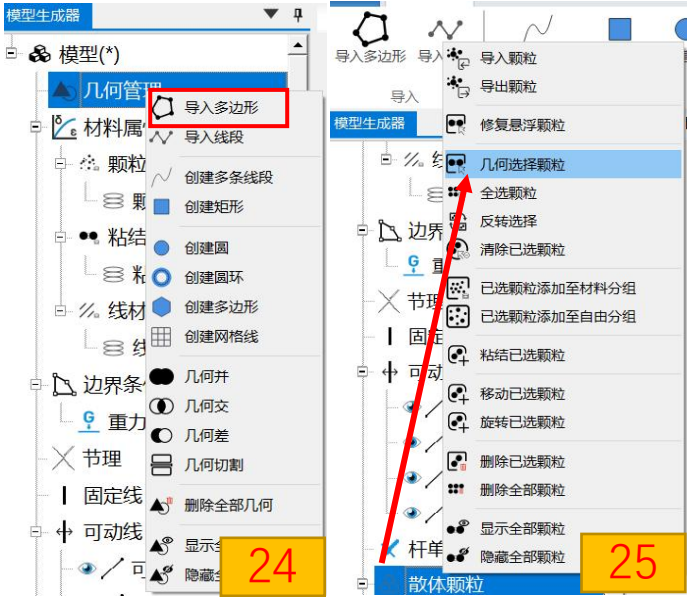 模型生成器
模型(*)
几何管理
导入多边形
材料属
导入线段
颗粒
创建多条线段
创建矩形
粘结
创建圆
粘
创建圆环
线材
创建多边形
创建网格线
边界条
几何并
重力
几何交
几何差
节理
几何切割
固定线
删除全部几何
可动线
显示全
隐藏全
可
24
导入多边形
导入
导入
模型生成器
导入颗粒
导出颗粒
修复悬浮颗粒
几何选择颗粒
全选颗粒
边界
反转选择
清除已选颗粒
G
重
已选颗粒添加至材料分组
节理
已选颗粒添加至自由分组
固定
粘结已选颗粒
可动
移动已选颗粒
旋转已选颗粒
删除已选颗粒
删除全部颗粒
显示全部颗粒
杆单
隐藏全部颗粒
散体颗粒
25